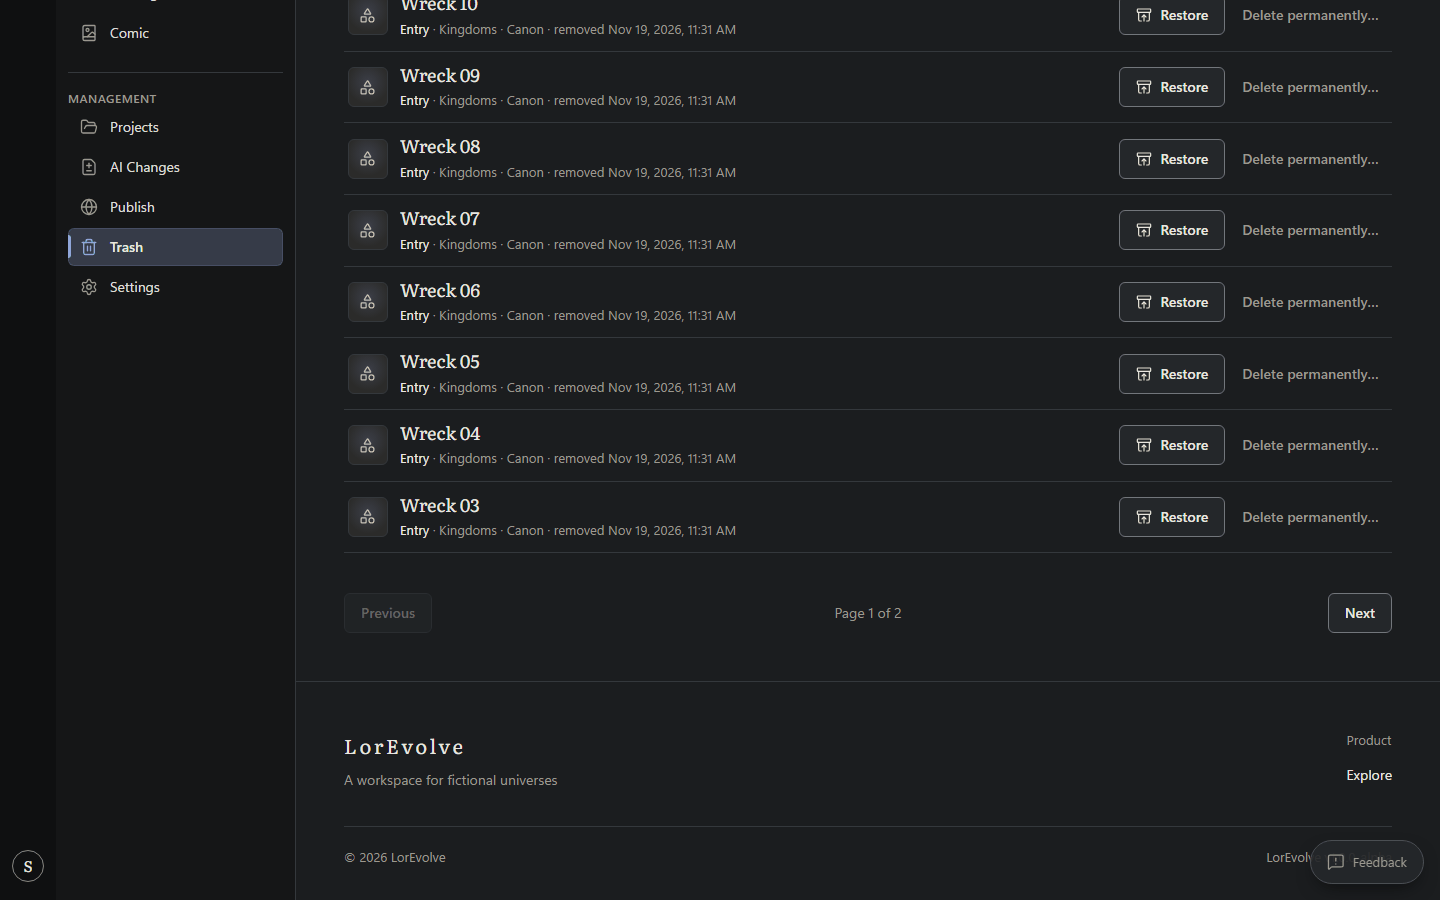 Comic
MANAGEMENT
Projects
AI Changes
Publish
Trash
Settings
S
Wreck 10
Entry · Kingdoms · Canon · removed Nov 19, 2026, 11:31 AM
Restore
Delete permanently...
Wreck 09
Entry · Kingdoms · Canon · removed Nov 19, 2026, 11:31 AM
Restore
Delete permanently...
Wreck 08
Entry · Kingdoms · Canon · removed Nov 19, 2026, 11:31 AM
Restore
Delete permanently...
Wreck 07
Entry · Kingdoms · Canon · removed Nov 19, 2026, 11:31 AM
Restore
Delete permanently...
Wreck 06
Entry · Kingdoms · Canon · removed Nov 19, 2026, 11:31 AM
Restore
Delete permanently...
Wreck 05
Entry · Kingdoms · Canon · removed Nov 19, 2026, 11:31 AM
Restore
Delete permanently...
Wreck 04
Entry · Kingdoms · Canon · removed Nov 19, 2026, 11:31 AM
Restore
Delete permanently...
Wreck 03
Entry · Kingdoms · Canon · removed Nov 19, 2026, 11:31 AM
Restore
Delete permanently...
Previous
Page 1 of 2
Next
LorEvolve
A workspace for fictional universes
Product
Explore
© 2026 LorEvolve
Feedback